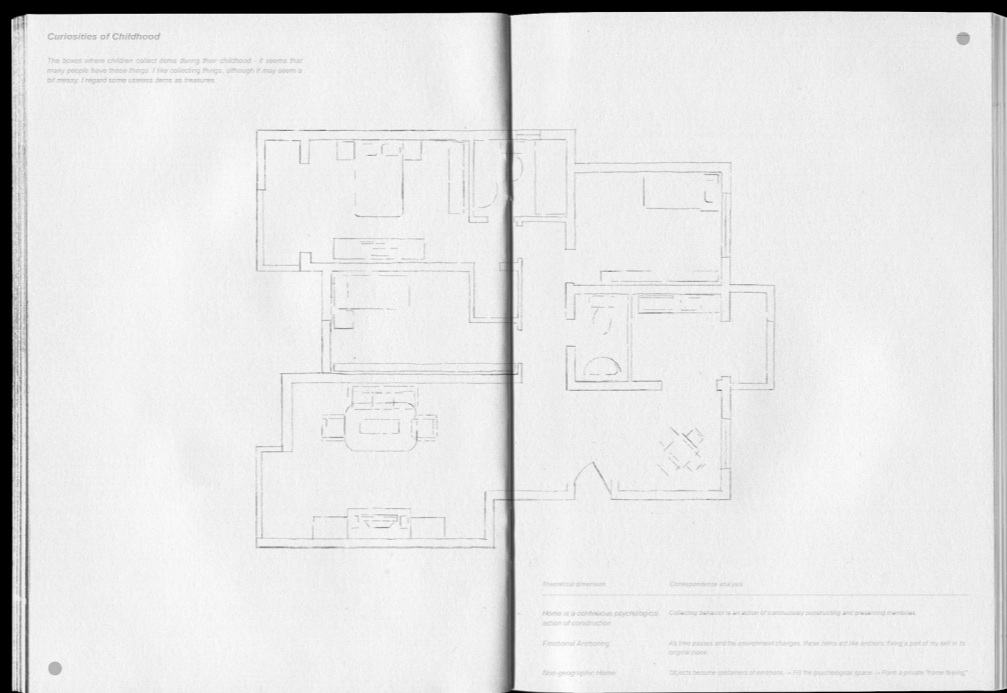 Curiosities of Childhood
The boxes where children collect items during their childhood - it seems that
many people have these things. I like collecting things, although it may seem a
bit messy. I regard some useless items as treasures.
Theoretical dimension
Correspondence analysis
Home is a continuous psychological
action of construction
Collecting behavior is an action of continuously constructing and preserving memories.
Emotional Anchoring
As time passes and the environment changes, these items act like anchors, fixing a part of my self in its
original place.
Non-geographic Home
Objects become containers of emotions → Fill the psychological space → Form a private "home feeling"